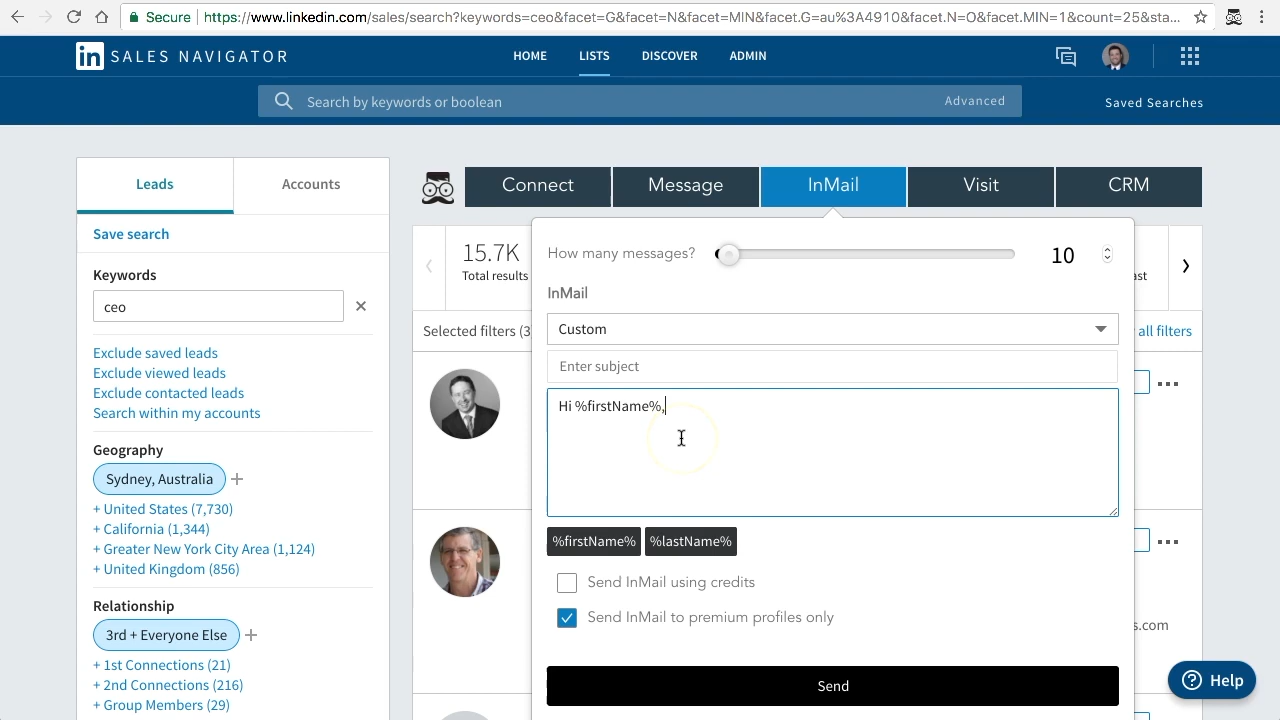 Secure
https://www.linkedin.com/sales/search?keywords=ceo&facet=G&facet=N&facet=MIN&facet.G=au%3A4910&facet.N=O&facet.MIN=1&count=25&sta...
in SALES NAVIGATOR
HOME
LISTS
DISCOVER
ADMIN
Search by keywords or boolean
Advanced
Saved Searches
Leads
Accounts
Save search
Keywords
ceo
Exclude saved leads
Exclude viewed leads
Exclude contacted leads
Search within my accounts
Geography
Sydney, Australia
+ United States (7,730)
+ California (1,344)
+ Greater New York City Area (1,124)
+ United Kingdom (856)
Relationship
3rd + Everyone Else
+ 1st Connections (21)
+ 2nd Connections (216)
+ Group Members (29)
Connect
Message
InMail
Visit
CRM
15.7K
Total results
ast
Selected filters (3
all filters
How many messages?
10
InMail
Custom
Enter subject
Hi %firstName%,
%firstName%
%lastName%
Send InMail using credits
Send InMail to premium profiles only
Send
s.com
Help